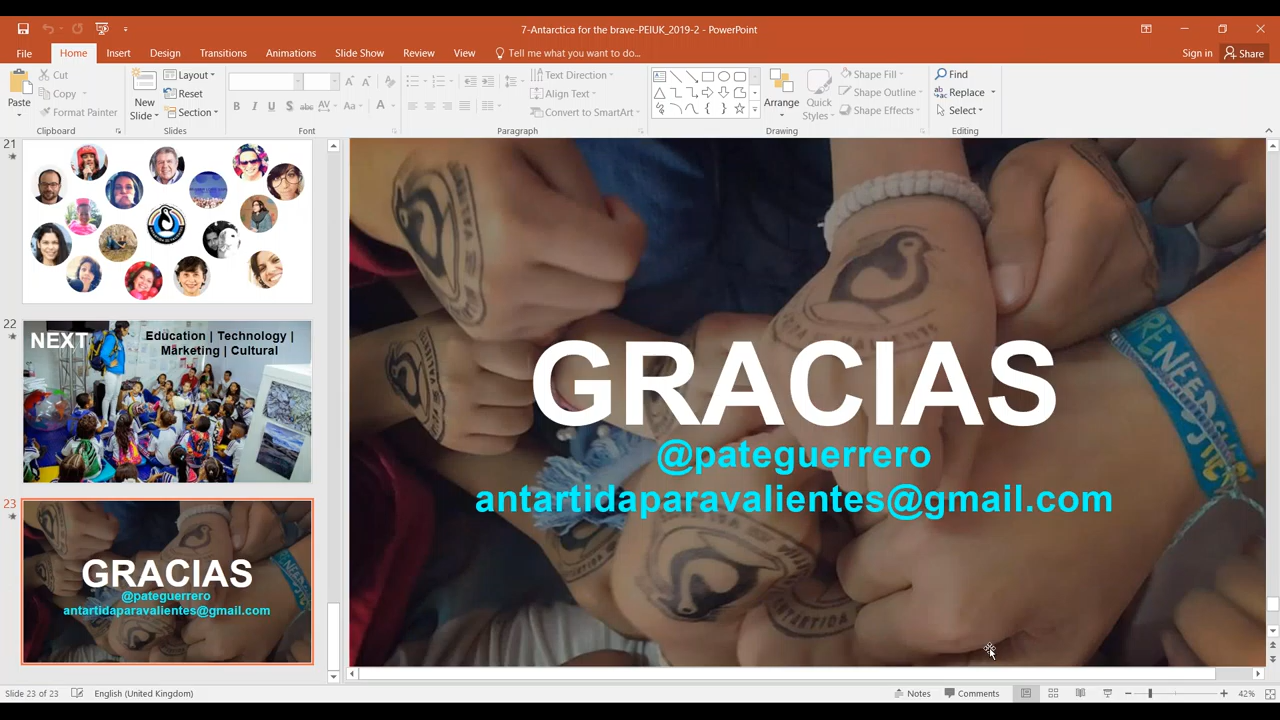 7-Antarctica for the brave-PEIUK_2019-2 - PowerPoint
File Home Insert Design Transitions Animations Slide Show Review View Tell me what you want to do... Sign in Share
Paste
Cut
Copy
Format Painter
Clipboard
New Slide
Layout
Reset
Section
Slides
Font
Text Direction
Align Text
Convert to SmartArt
Paragraph
Arrange
Quick Styles
Shape Fill
Shape Outline
Shape Effects
Drawing
Find
Replace
Select
Editing
21
22
NEXT
Education | Technology |
Marketing | Cultural
23
GRACIAS
@pateguerrero
antartidaparavalientes@gmail.com
GRACIAS
@pateguerrero
antartidaparavalientes@gmail.com
Slide 23 of 23 English (United Kingdom) Notes Comments 42%